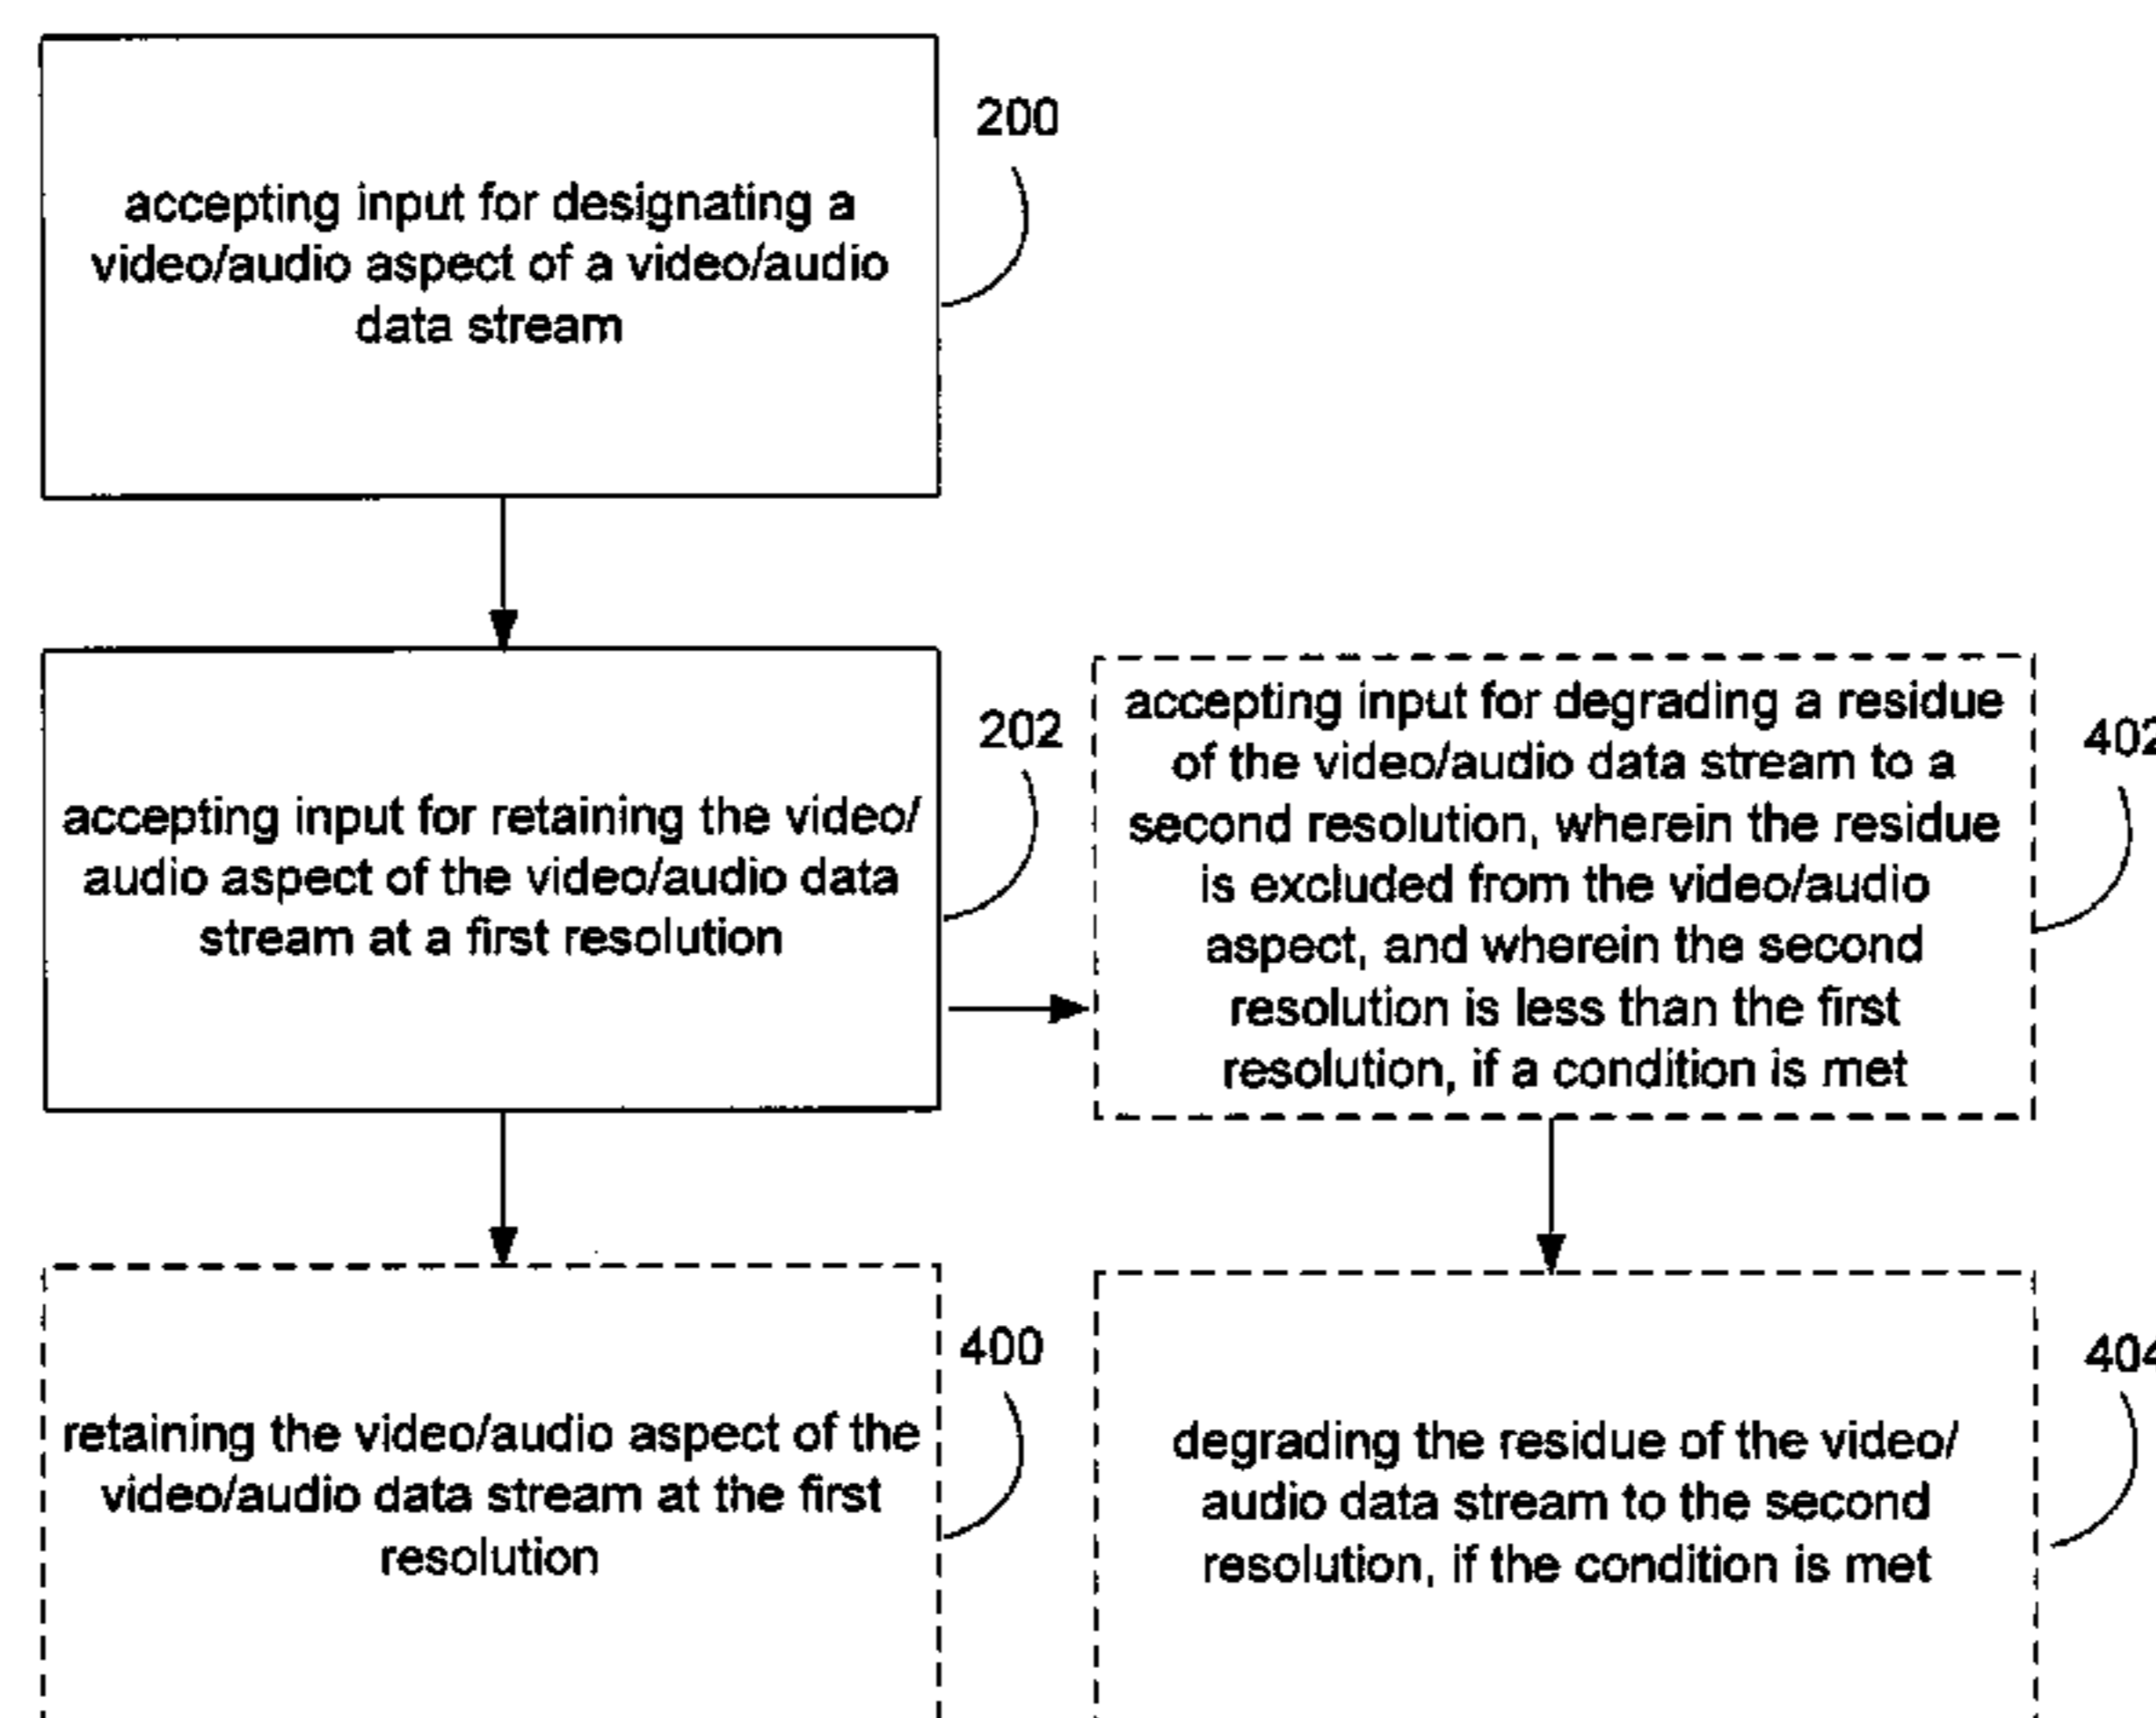 200
accepting input for designating a
video/audio aspect of a video/audio
data stream
202
accepting input for retaining the video/
audio aspect of the video/audio data
stream at a first resolution
accepting input for degrading a residue
of the video/audio data stream to a
second resolution, wherein the residue
is excluded from the video/audio
aspect, and wherein the second
resolution is less than the first
resolution, if a condition is met
402
400
retaining the video/audio aspect of the
video/audio data stream at the first
resolution
404
degrading the residue of the video/
audio data stream to the second
resolution, if the condition is met